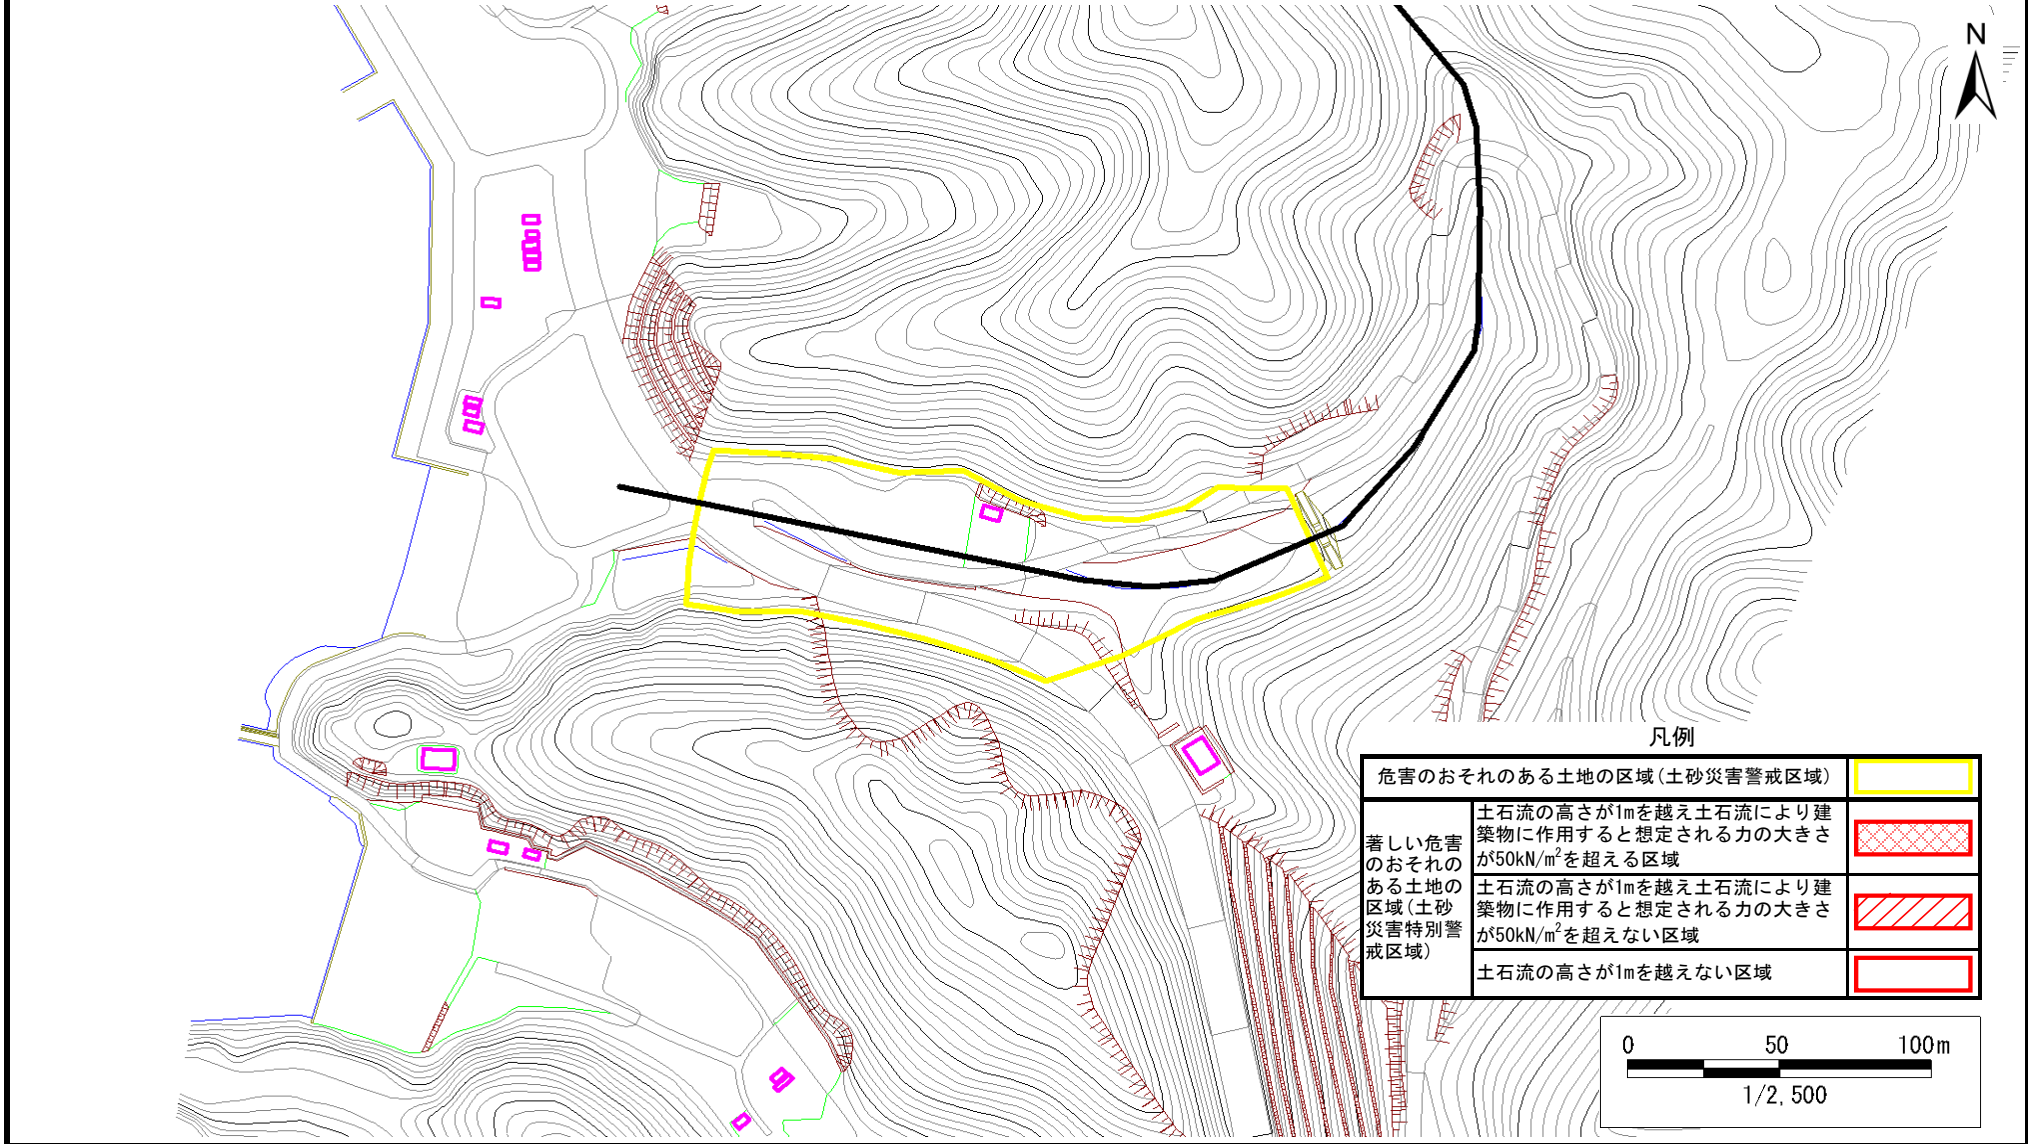 N
凡例
危害のおそれのある土地の区域(土砂災害警戒区域)
著しい危害
のおそれの
ある土地の
区域(土砂
災害特別警
戒区域)
土石流の高さが1mを越え土石流により建
築物に作用すると想定される力の大きさ
が50kN/m²を超える区域
土石流の高さが1mを越え土石流により建
築物に作用すると想定される力の大きさ
が50kN/m²を超えない区域
土石流の高さが1mを越えない区域
0 50 100m
1/2,500